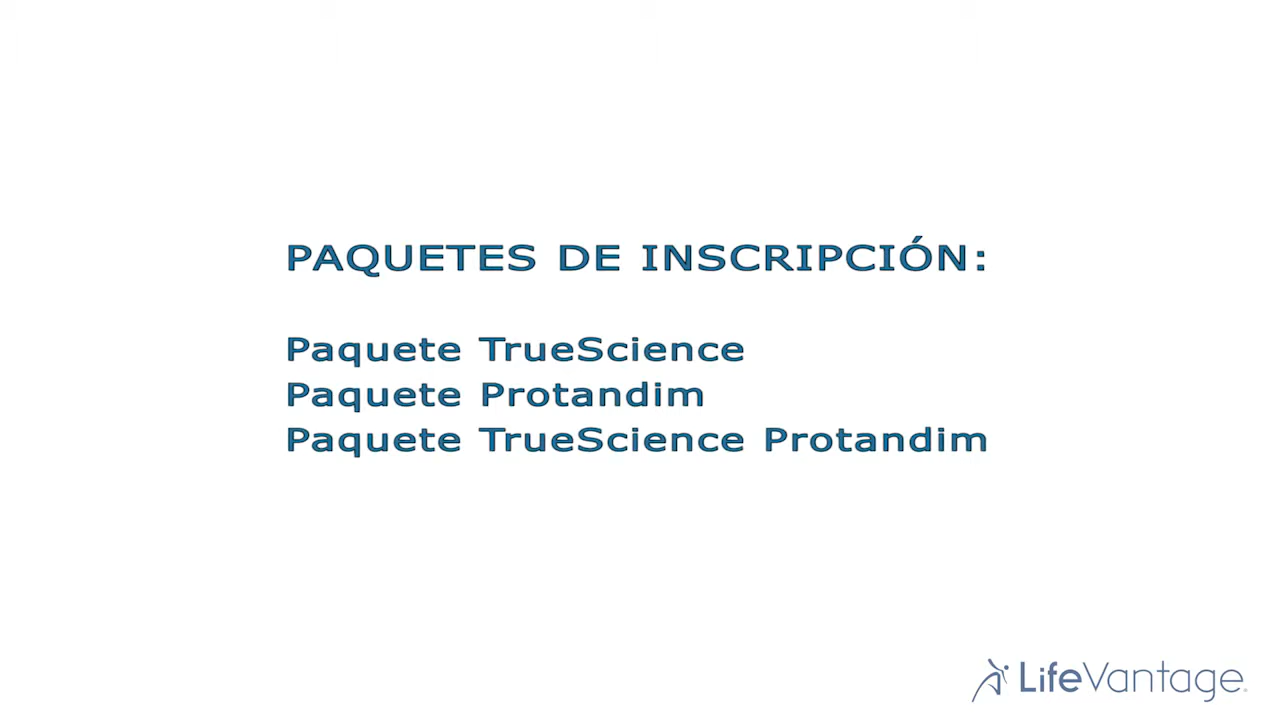 PAQUETES DE INSCRIPCIÓN:
Paquete TrueScience
Paquete Protandim
Paquete TrueScience Protandim
LifeVantage